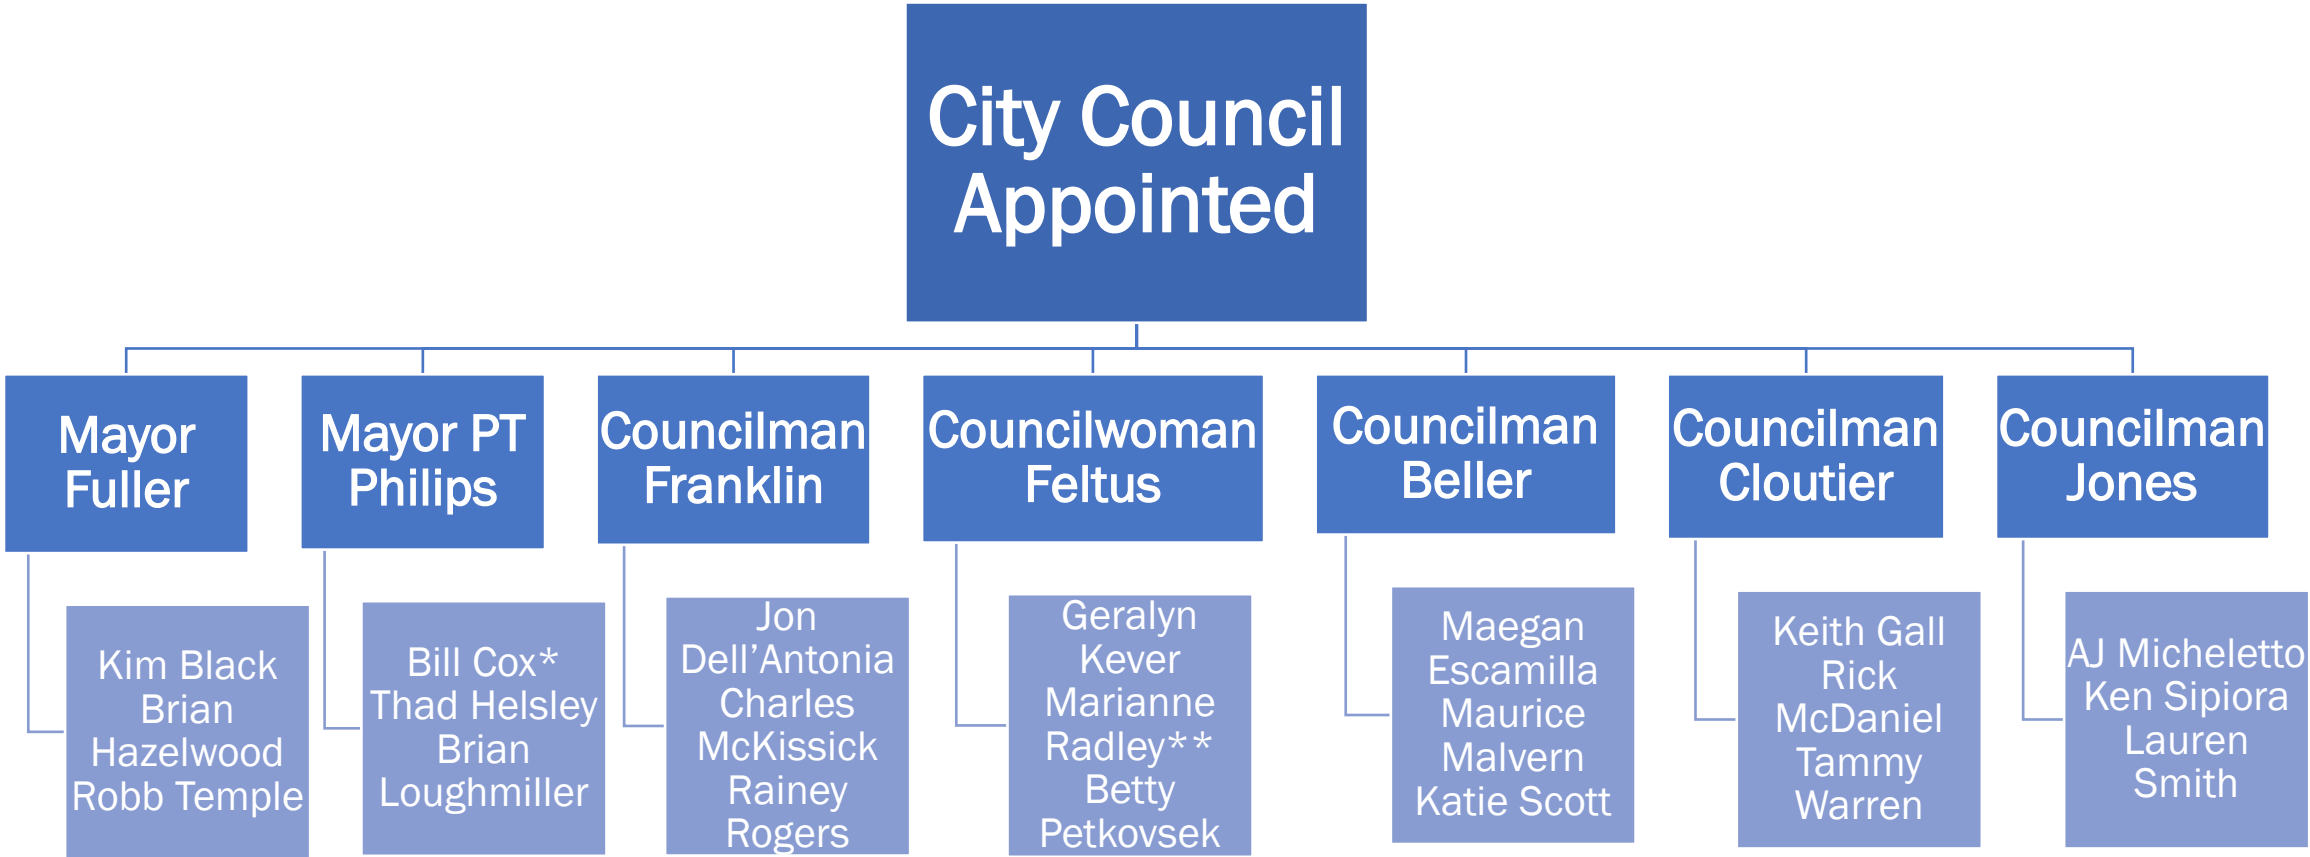 City Council
Appointed
Mayor
Fuller
Mayor PT
Philips
Councilman
Franklin
Councilwoman
Feltus
Councilman
Beller
Councilman
Cloutier
Councilman
Jones
Kim Black
Brian
Hazelwood
Robb Temple
Bill Cox*
Thad Helsley
Brian
Loughmiller
Jon
Dell’Antonia
Charles
McKissick
Rainey
Rogers
Geralyn
Kever
Marianne
Radley**
Betty
Petkovsek
Maegan
Escamilla
Maurice
Malvern
Katie Scott
Keith Gall
Rick
McDaniel
Tammy
Warren
AJ Micheletto
Ken Sipiora
Lauren
Smith